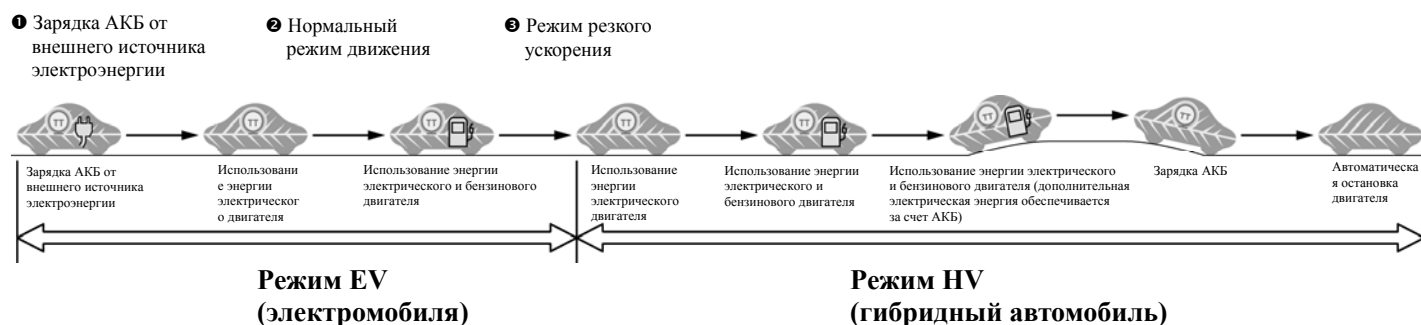 ❶ Зарядка АКБ от
внешнего источника
электроэнергии
❷ Нормальный
режим движения
❸ Режим резкого
ускорения
Зарядка АКБ от
внешнего источника
электроэнергии
Использовани
е энергии
электрическог
о двигателя
Использование энергии
электрического и бензинового
двигателя
Использование
энергии
электрического
двигателя
Использование энергии
электрического и
бензинового двигателя
Использование энергии электрического
и бензинового двигателя (дополнительная
электрическая энергия обеспечивается
за счет АКБ)
Зарядка АКБ
Автоматическа
я остановка
двигателя
Режим EV
(электромобиля)
Режим HV
(гибридный автомобиль)